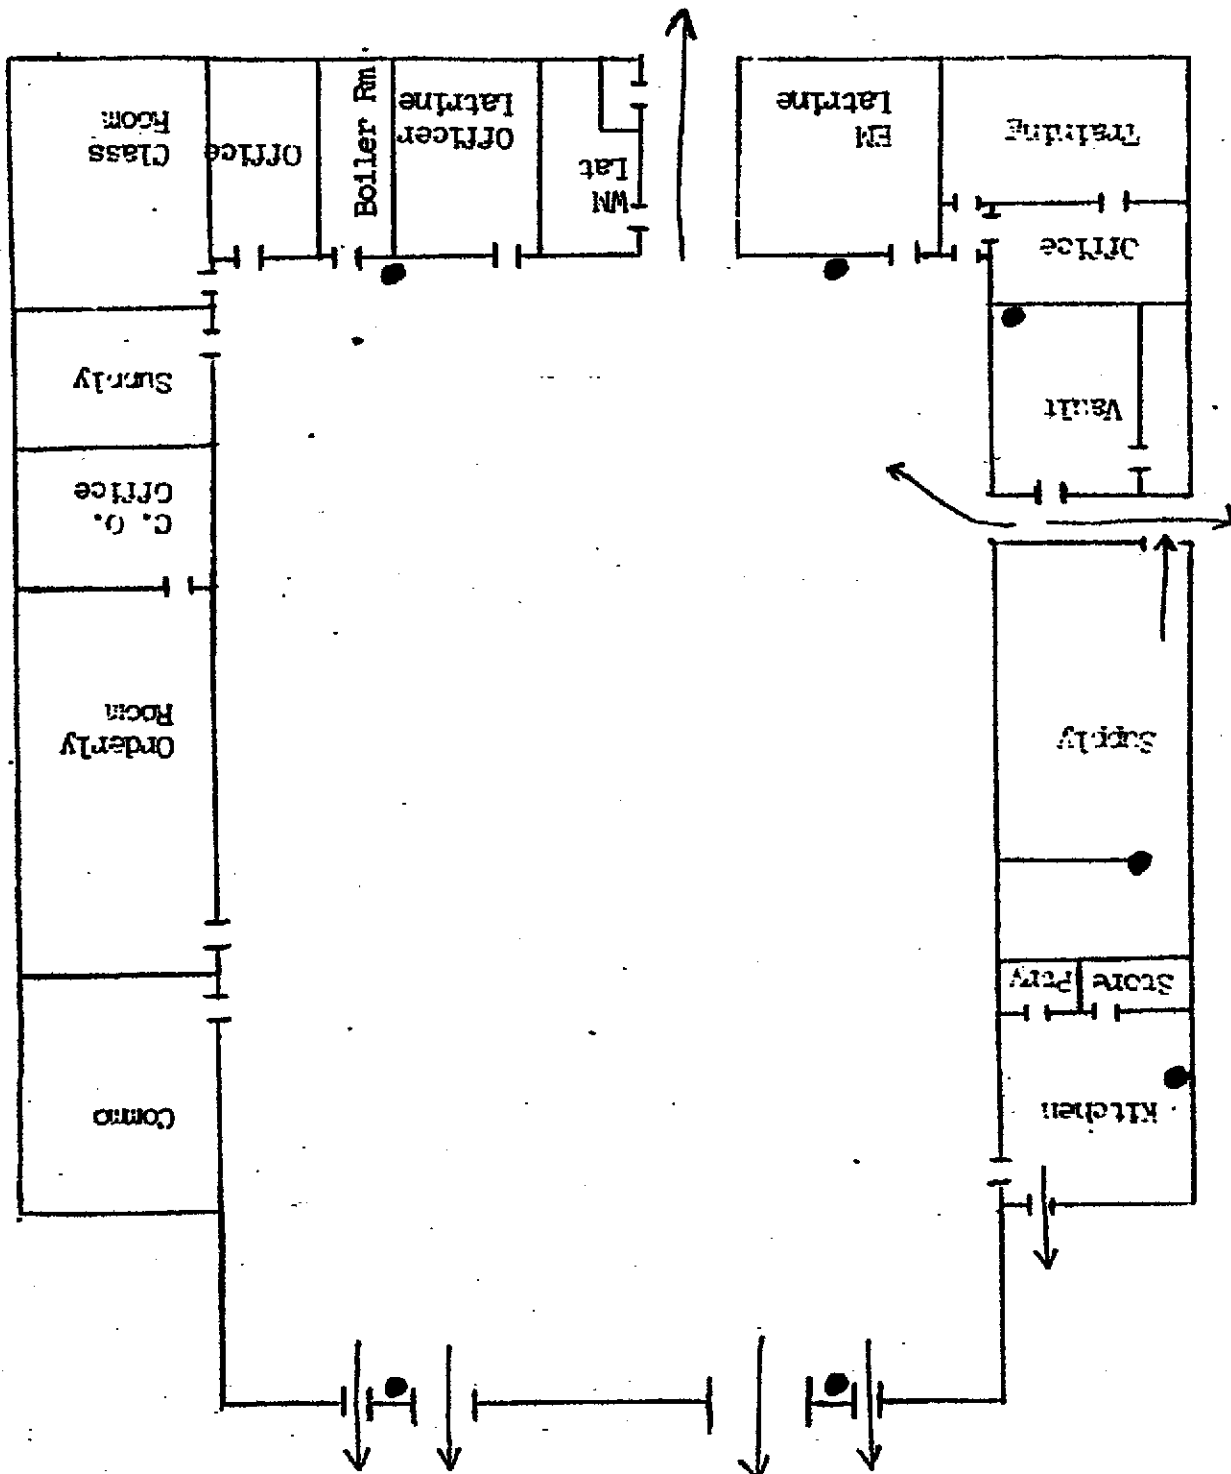 Kitchen
Commo
Store Ptry
Supply
Orderly
Room
C. O.
Office
Vault
Supply
Office
Training
EM
Latrine
WM
Lat
Officer
Latrine
Boiler Rm
Office
Class
Room